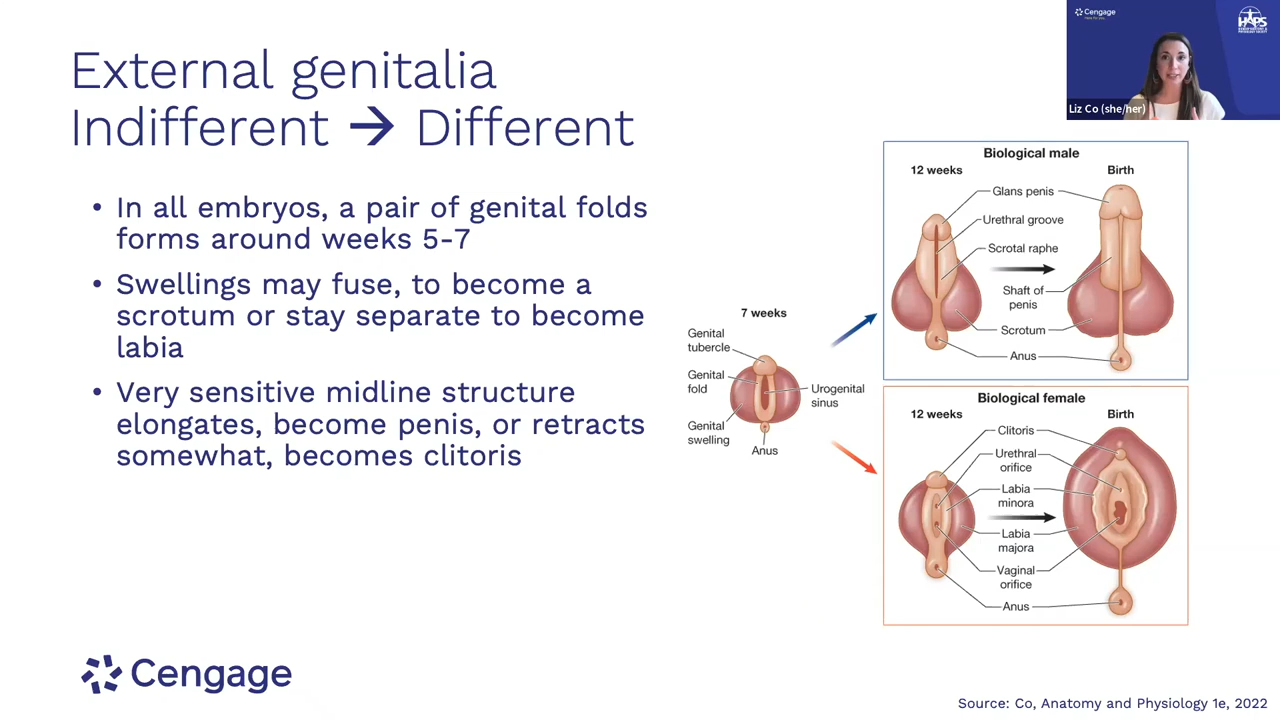 External genitalia
Indifferent → Different
• In all embryos, a pair of genital folds
forms around weeks 5-7
• Swellings may fuse, to become a
scrotum or stay separate to become
labia
• Very sensitive midline structure
elongates, become penis, or retracts
somewhat, becomes clitoris
Cengage
Cengage
HAPS
Liz Co (she/her)
7 weeks
Genital
tubercle
Genital
fold
Genital
swelling
Urogenital
sinus
Anus
Biological male
12 weeks
Birth
Glans penis
Urethral groove
Scrotal raphe
Shaft of
penis
Scrotum
Anus
Biological female
12 weeks
Birth
Clitoris
Urethral
orifice
Labia
minora
Labia
majora
Vaginal
orifice
Anus
Source: Co, Anatomy and Physiology 1e, 2022